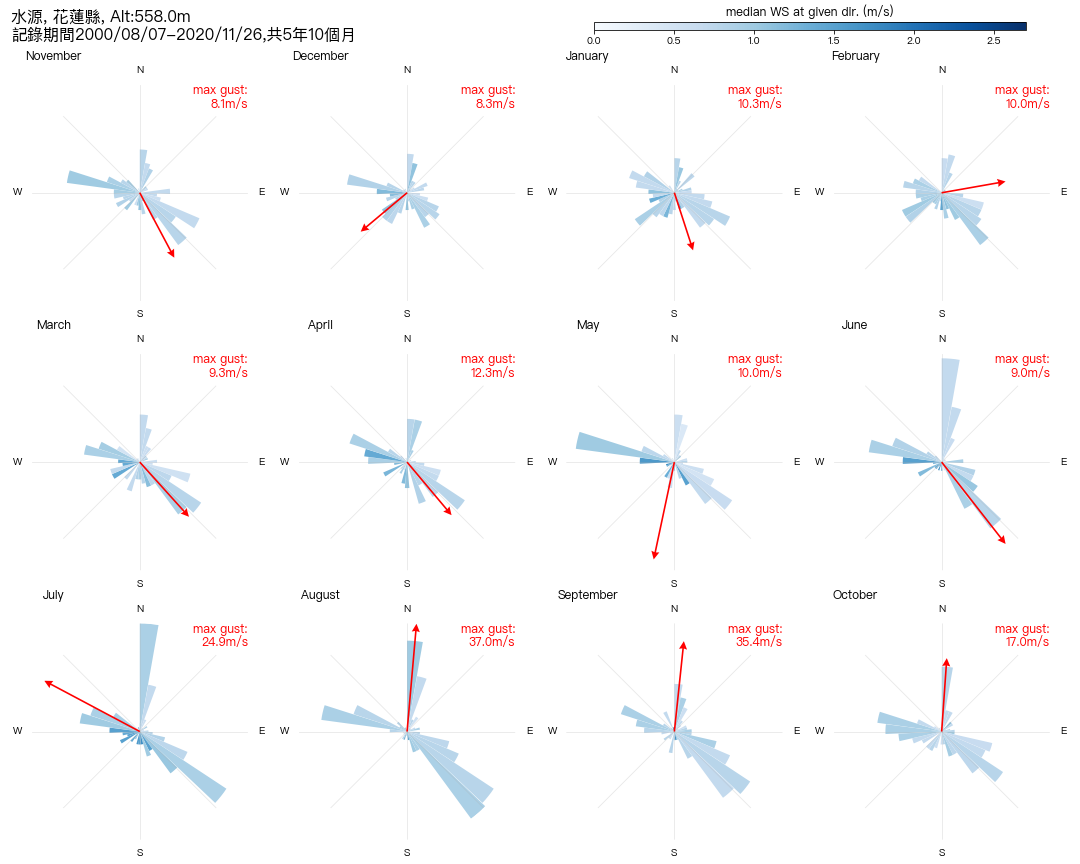 水源, 花蓮縣, Alt:558.0m
記錄期間2000/08/07−2020/11/26,共5年10個月
median WS at given dir. (m/s)
0.0 0.5 1.0 1.5 2.0 2.5
November December January February
N N N N
max gust: max gust: max gust: max gust:
8.1m/s 8.3m/s 10.3m/s 10.0m/s
W E W E W E W E
S S S S
March April May June
N N N N
max gust: max gust: max gust: max gust:
9.3m/s 12.3m/s 10.0m/s 9.0m/s
W E W E W E W E
S S S S
July August September October
N N N N
max gust: max gust: max gust: max gust:
24.9m/s 37.0m/s 35.4m/s 17.0m/s
W E W E W E W E
S S S S